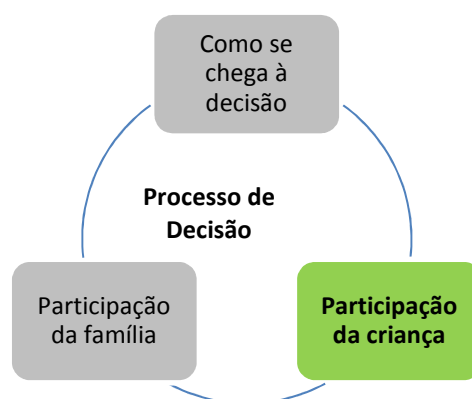 Como se
chega à
decisão
Processo de
Decisão
Participação
da família
Participação
da criança